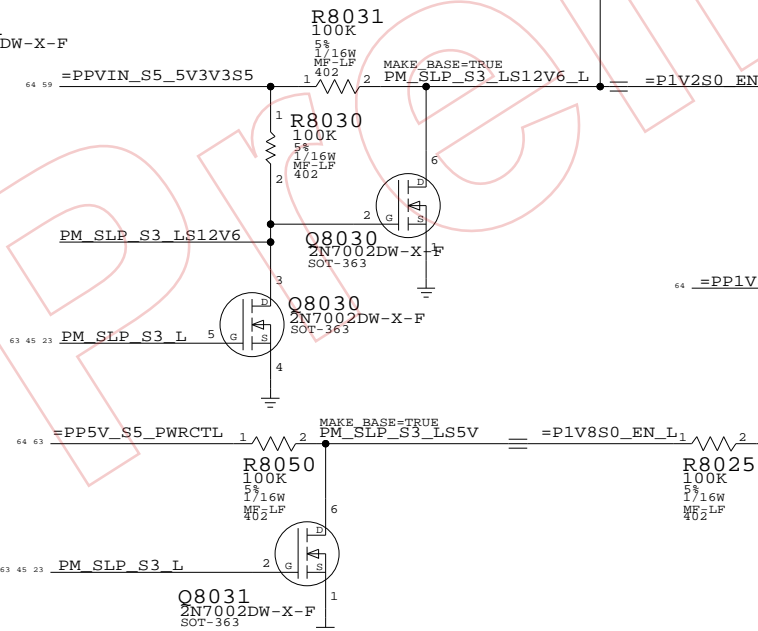 R8031
100K
5%
1/16W
MF-LF
402
DW-X-F
MAKE_BASE=TRUE
64 59 =PPVIN_S5_5V3V3S5 1 2 PM_SLP_S3_LS12V6_L =P1V2S0_EN
1
R8030
100K
5%
1/16W
MF-LF
402
2
6
D
2 G S
PM_SLP_S3_LS12V6
Q8030
2N7002DW-X-F
SOT-363
1
3
64 =PP1V
D
Q8030
2N7002DW-X-F
SOT-363
63 45 23 PM_SLP_S3_L 5 G S
4
MAKE_BASE=TRUE
64 63 =PP5V_S5_PWRCTL 1 2 PM_SLP_S3_LS5V =P1V8S0_EN_L 1 2
R8050
100K
5%
1/16W
MF-LF
402
R8025
100K
5%
1/16W
MF-LF
402
6
D
63 45 23 PM_SLP_S3_L 2 G S
1
Q8031
2N7002DW-X-F
SOT-363
Prel